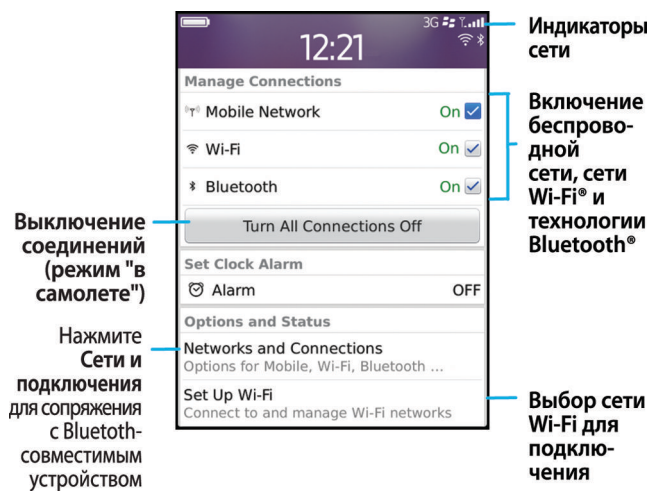 3G
12:21
Manage Connections
Mobile Network On
Wi-Fi On
Bluetooth On
Turn All Connections Off
Set Clock Alarm
Alarm OFF
Options and Status
Networks and Connections
Options for Mobile, Wi-Fi, Bluetooth ...
Set Up Wi-Fi
Connect to and manage Wi-Fi networks
Индикаторы
сети
Включение
беспрово-
дной
сети, сети
Wi-Fi® и
технологии
Bluetooth®
Выключение
соединений
(режим "в
самолете")
Нажмите
Сети и
подключения
для сопряжения
с Bluetoth-
совместимым
устройством
Выбор сети
Wi-Fi для
подклю-
чения